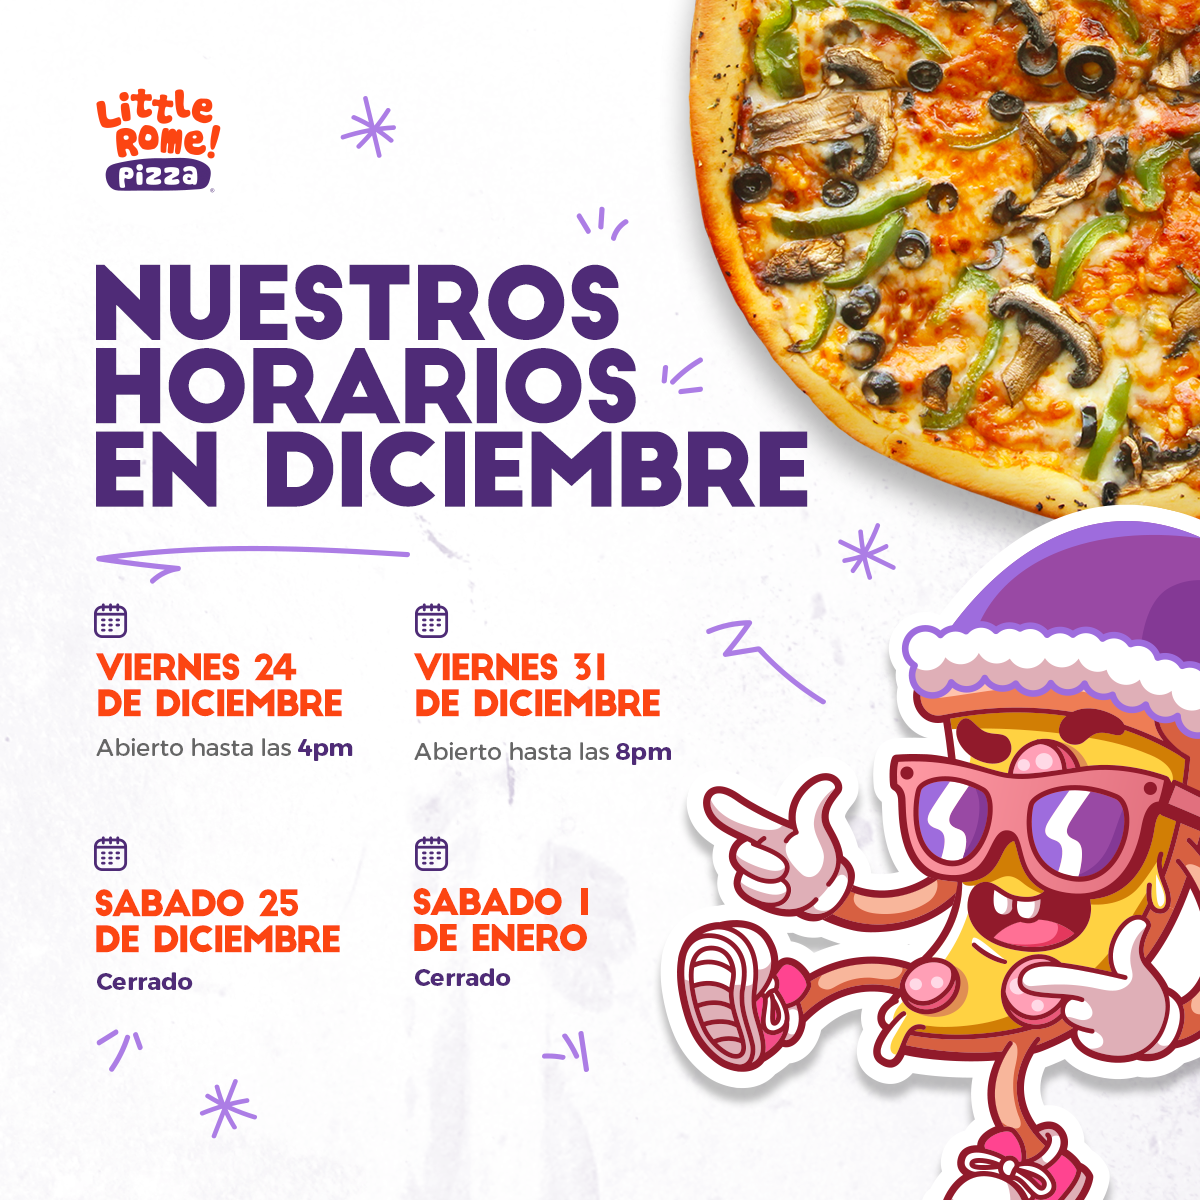 Little
Rome!
Pizza
NUESTROS
HORARIOS
EN DICIEMBRE
VIERNES 24
DE DICIEMBRE
Abierto hasta las 4pm
VIERNES 31
DE DICIEMBRE
Abierto hasta las 8pm
SABADO 25
DE DICIEMBRE
Cerrado
SABADO 1
DE ENERO
Cerrado